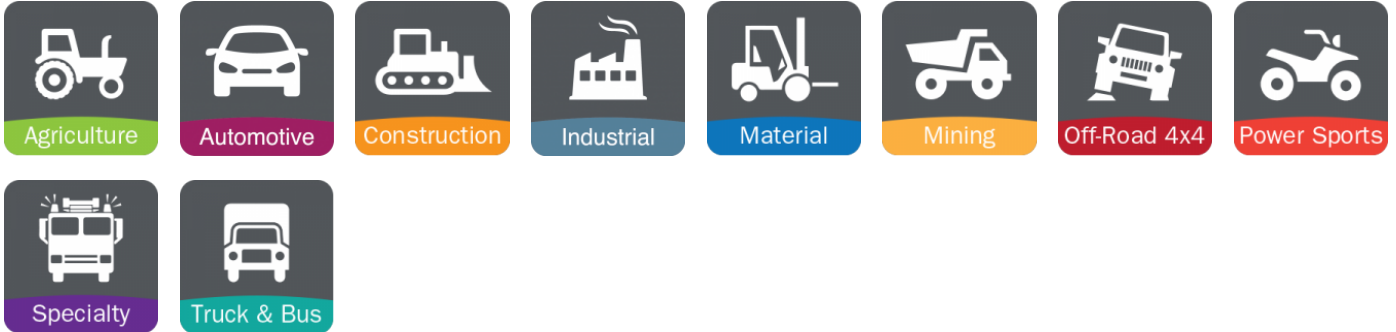 Agriculture
Automotive
Construction
Industrial
Material
Mining
Off-Road 4x4
Power Sports
Specialty
Truck & Bus